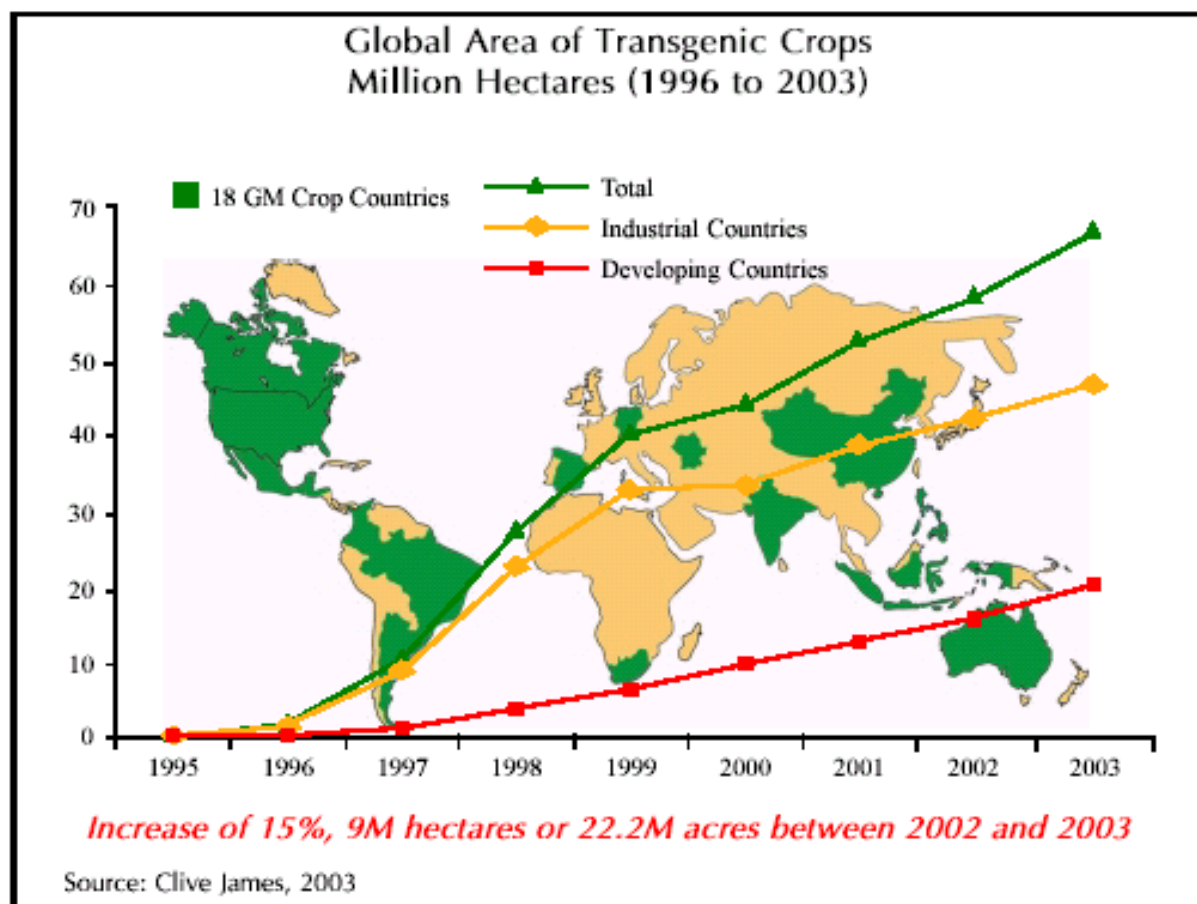 Global Area of Transgenic Crops
Million Hectares (1996 to 2003)
18 GM Crop Countries
Total
Industrial Countries
Developing Countries
70
60
50
40
30
20
10
0
1995 1996 1997 1998 1999 2000 2001 2002 2003
Increase of 15%, 9M hectares or 22.2M acres between 2002 and 2003
Source: Clive James, 2003